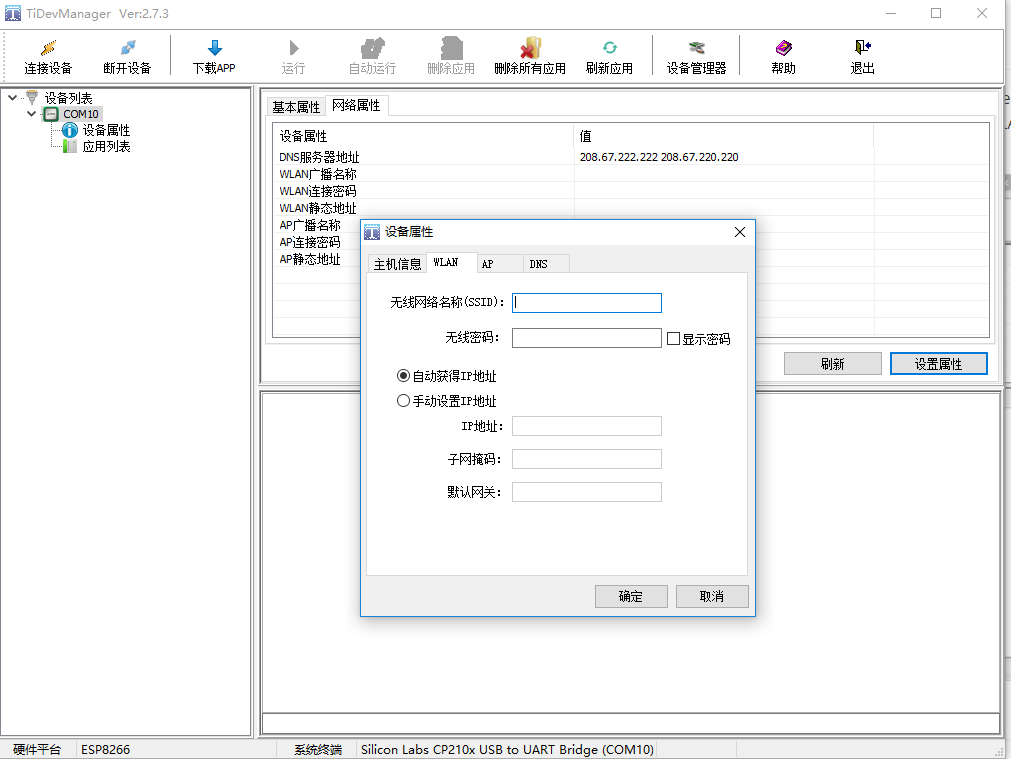 TiDevManager Ver:2.7.3
连接设备 断开设备 下载APP 运行 自动运行 删除应用 删除所有应用 刷新应用 设备管理器 帮助 退出
设备列表
COM10
设备属性
应用列表
基本属性 网络属性
设备属性 值
DNS服务器地址 208.67.222.222 208.67.220.220
WLAN广播名称
WLAN连接密码
WLAN静态地址
AP广播名称
AP连接密码
AP静态地址
设备属性
主机信息 WLAN AP DNS
无线网络名称(SSID):
无线密码: 显示密码
自动获得IP地址
手动设置IP地址
IP地址:
子网掩码:
默认网关:
确定 取消
刷新 设置属性
硬件平台 ESP8266 系统终端 Silicon Labs CP210x USB to UART Bridge (COM10)